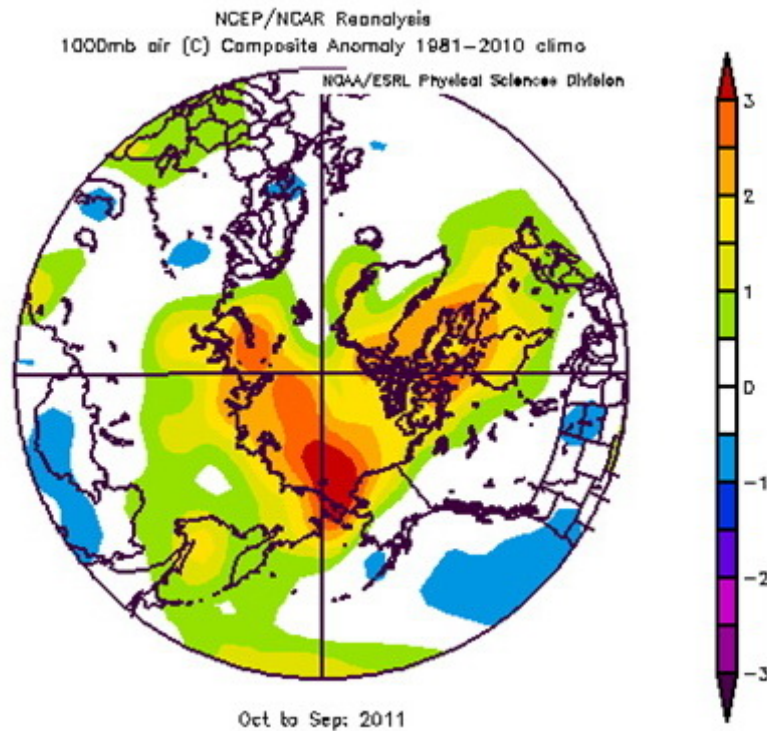 NCEP/NCAR Reanalysis
1000mb air (C) Composite Anomaly 1981-2010 climo
NOAA/ESRL Physical Sciences Division
3
2
1
0
-1
-2
-3
Oct to Sep: 2011